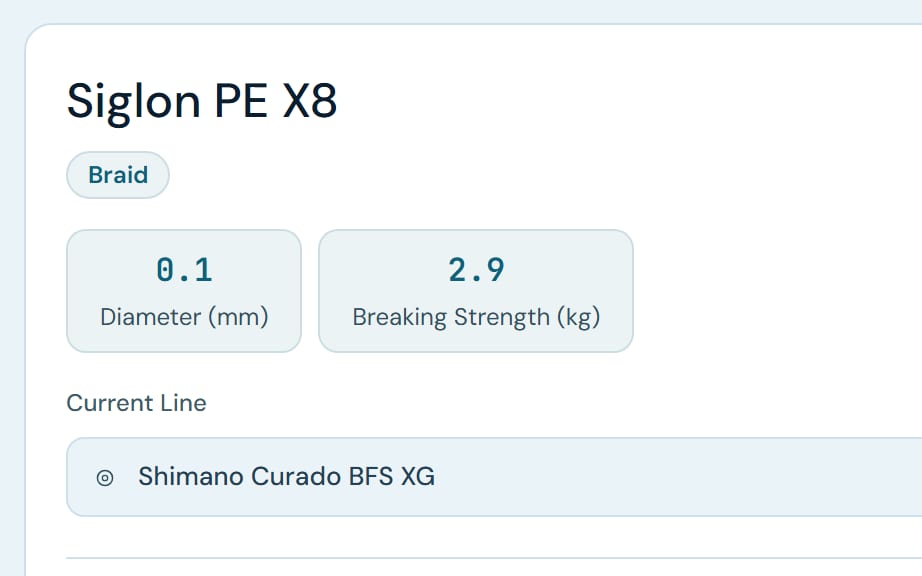 Siglon PE X8
Braid
0.1
Diameter (mm)
2.9
Breaking Strength (kg)
Current Line
Shimano Curado BFS XG